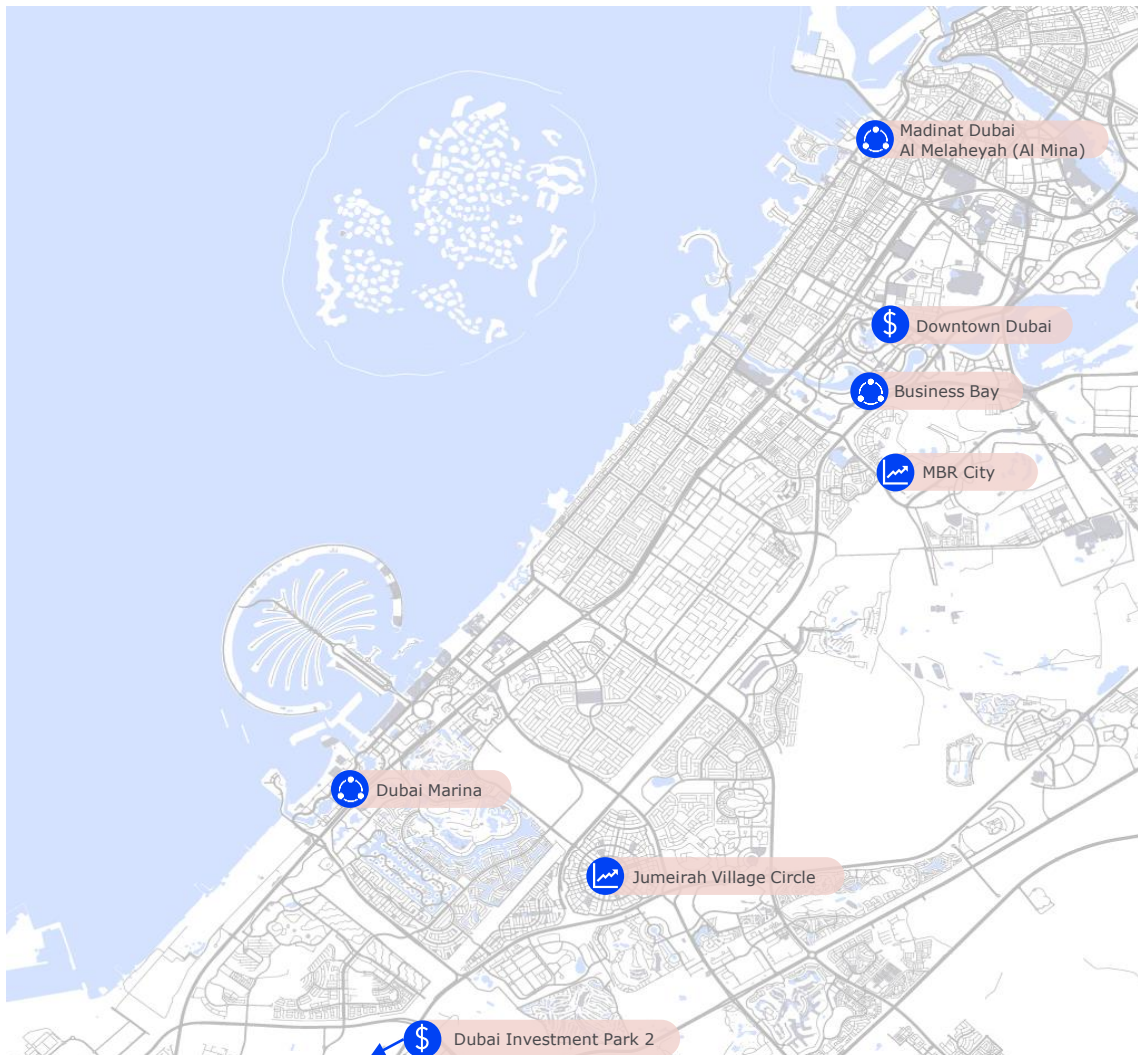 Madinat Dubai
Al Melaheyah (Al Mina)
$ Downtown Dubai
Business Bay
MBR City
Dubai Marina
Jumeirah Village Circle
$ Dubai Investment Park 2